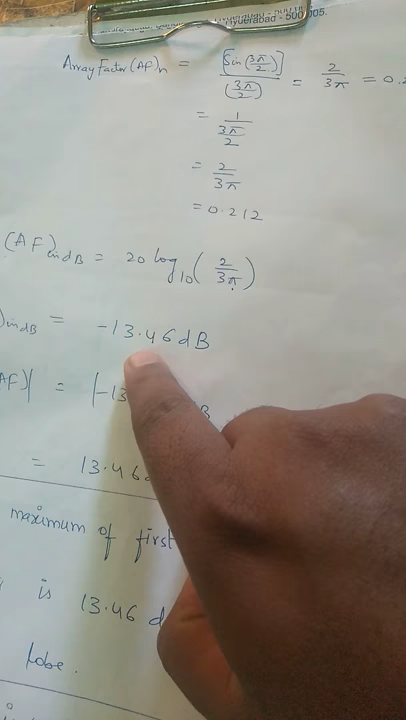 Hyderabad - 500 005.
Array Factor (AF)n = [Sin (3π/2)] / (3π/2) = 2/3π = 0.2
= 1 / (3π/2)
= 2/3π
= 0.212
(AF)in dB = 20 log10 (2/3π)
)in dB = -13.46 dB
AF)| = |-13 B
= 13.46
maximum of first
is 13.46 d
lobe.